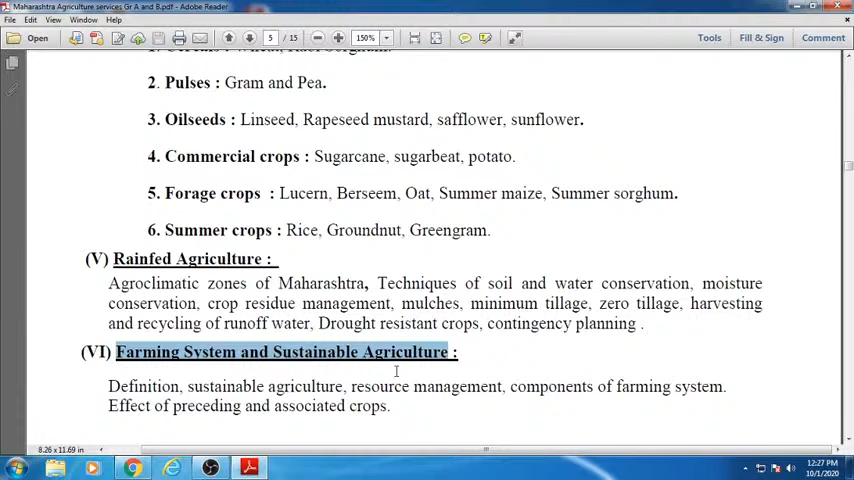 Maharashtra Agriculture services Gr A and B.pdf - Adobe Reader
File Edit View Window Help
Open 5 / 15 150% Tools Fill & Sign Comment
2. Pulses : Gram and Pea.
3. Oilseeds : Linseed, Rapeseed mustard, safflower, sunflower.
4. Commercial crops : Sugarcane, sugarbeat, potato.
5. Forage crops : Lucern, Berseem, Oat, Summer maize, Summer sorghum.
6. Summer crops : Rice, Groundnut, Greengram.
(V) Rainfed Agriculture :
Agroclimatic zones of Maharashtra, Techniques of soil and water conservation, moisture
conservation, crop residue management, mulches, minimum tillage, zero tillage, harvesting
and recycling of runoff water, Drought resistant crops, contingency planning .
(VI) Farming System and Sustainable Agriculture :
Definition, sustainable agriculture, resource management, components of farming system.
Effect of preceding and associated crops.
8.26 x 11.69 in
12:27 PM
10/1/2020